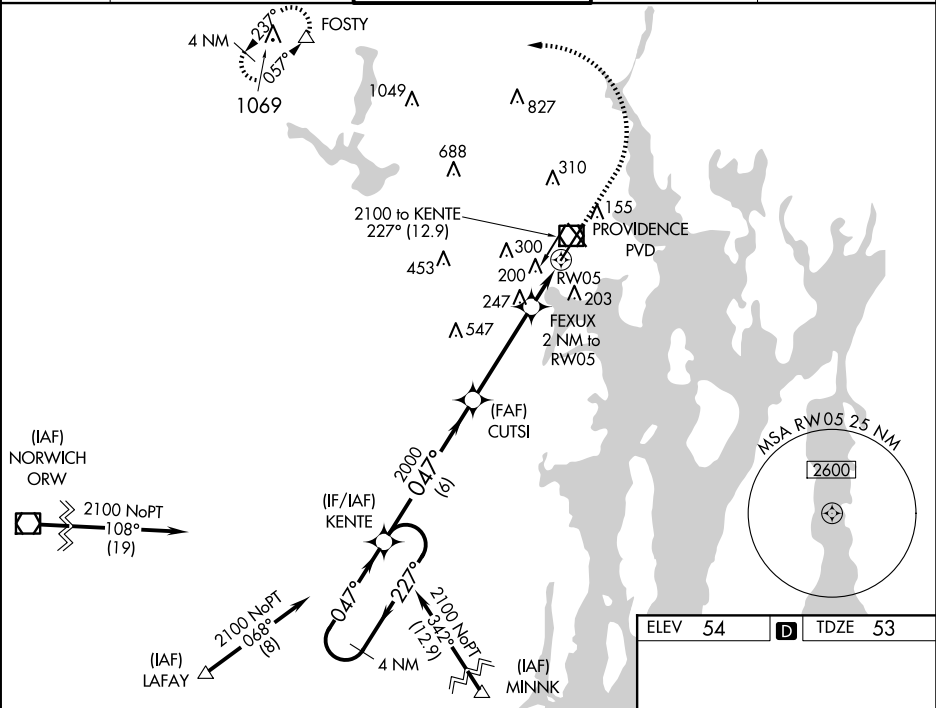 237°
FOSTY
4 NM
057°
1069
1049
827
688
310
2100 to KENTE
227° (12.9)
155
PROVIDENCE
PVD
300
453
200
RW05
247
203
FEXUX
2 NM to
RW05
547
(FAF)
CUTSI
MSA RW05 25 NM
2600
(IAF)
NORWICH
ORW
2000
047°
(6)
(IF/IAF)
KENTE
2100 NoPT
108°
(19)
047°
227°
2100 NoPT
068°
(8)
2100 NoPT
342°
(12.9)
4 NM
(IAF)
LAFAY
(IAF)
MINNK
ELEV 54 D TDZE 53